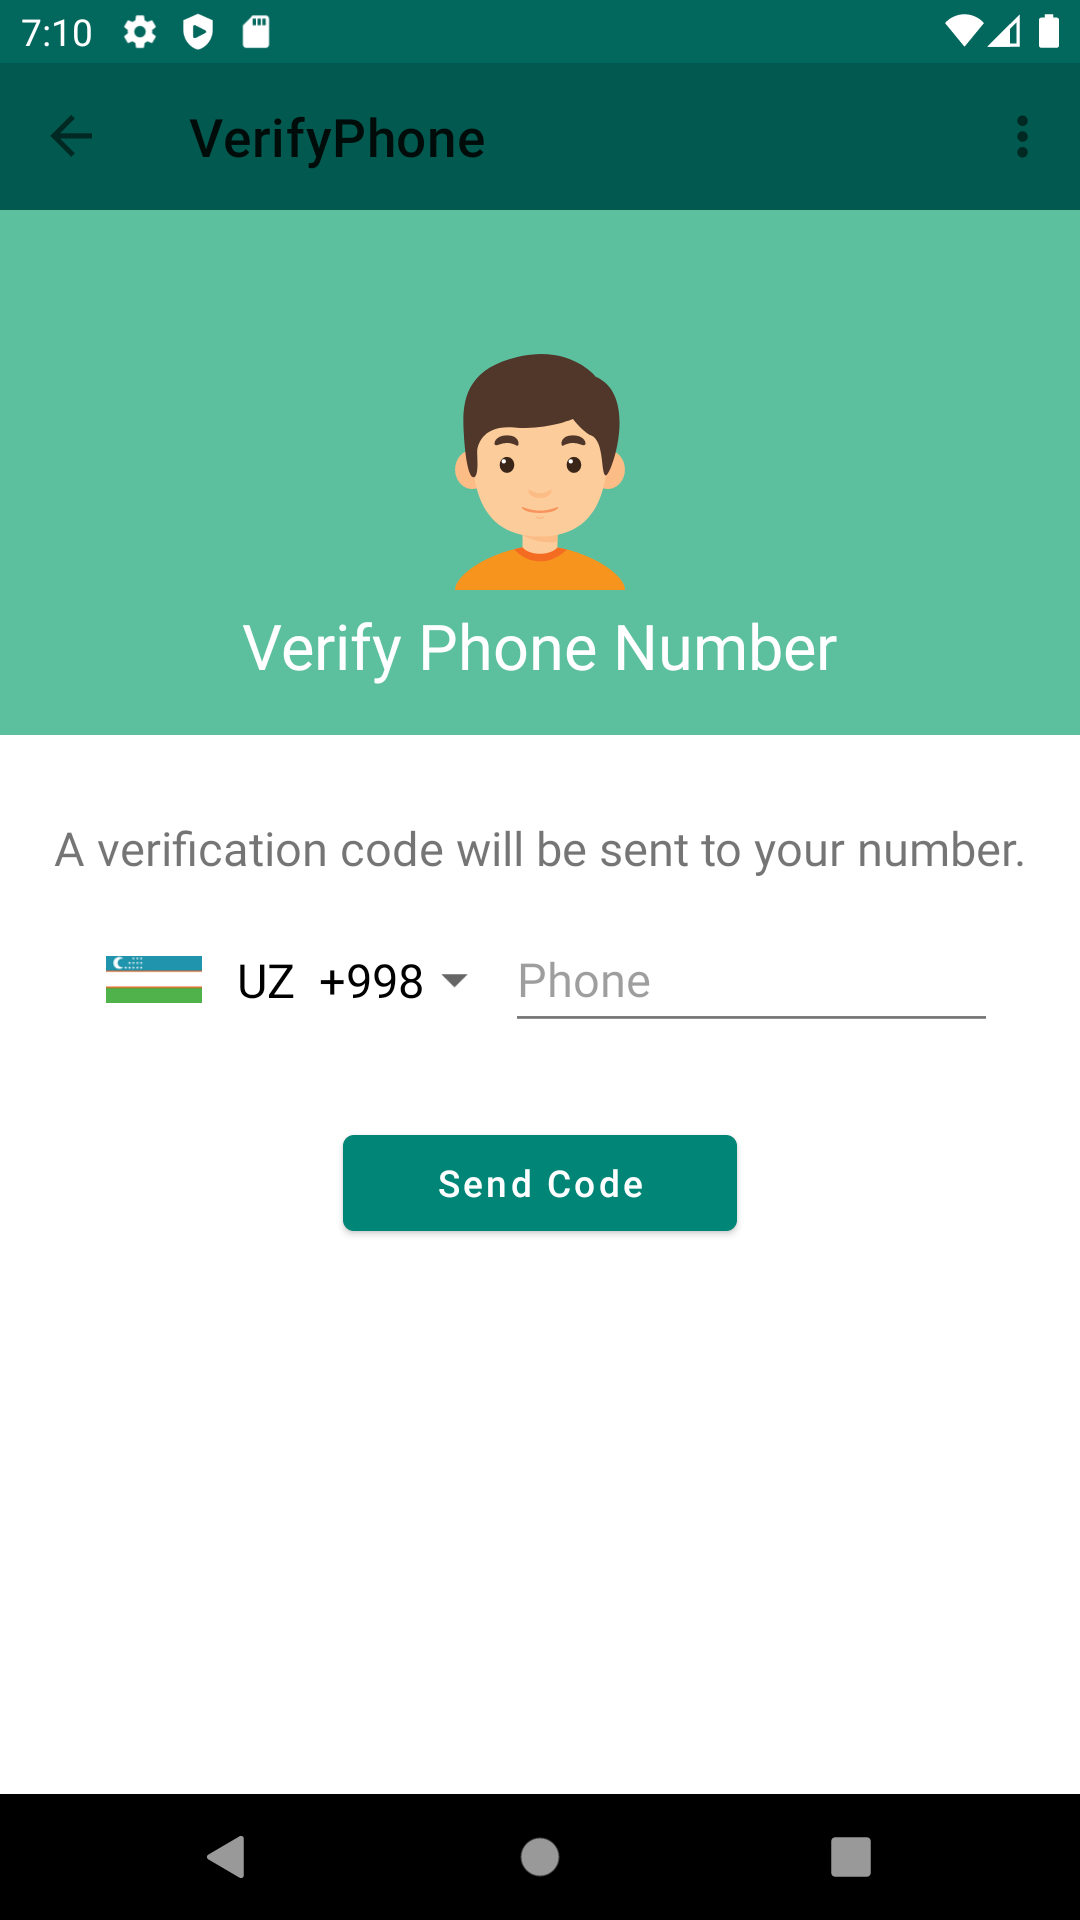 7:10
VerifyPhone
Verify Phone Number
A verification code will be sent to your number.
UZ +998 Phone
Send Code